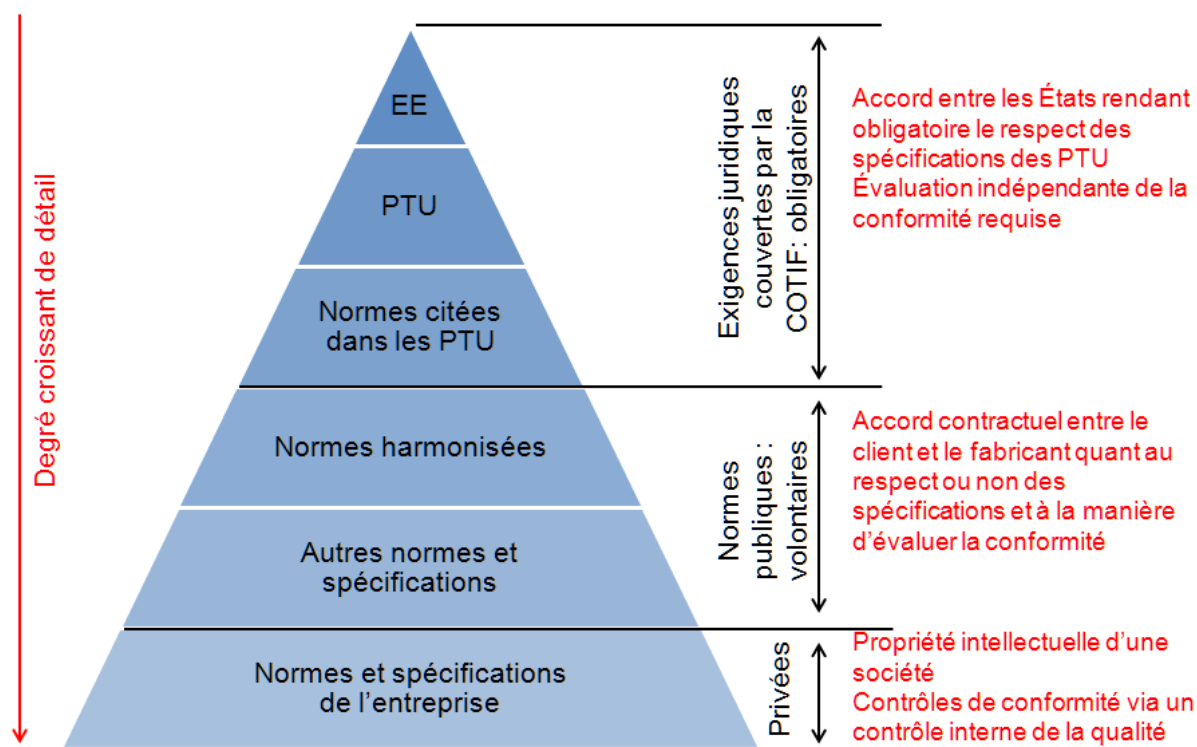 Degré croissant de détail
EE
PTU
Normes citées
dans les PTU
Normes harmonisées
Autres normes et
spécifications
Normes et spécifications
de l'entreprise
Exigences juridiques
couvertes par la
COTIF: obligatoires
Normes
publiques :
volontaires
Privées
Accord entre les États rendant
obligatoire le respect des
spécifications des PTU
Évaluation indépendante de la
conformité requise
Accord contractuel entre le
client et le fabricant quant au
respect ou non des
spécifications et à la manière
d'évaluer la conformité
Propriété intellectuelle d'une
société
Contrôles de conformité via un
contrôle interne de la qualité